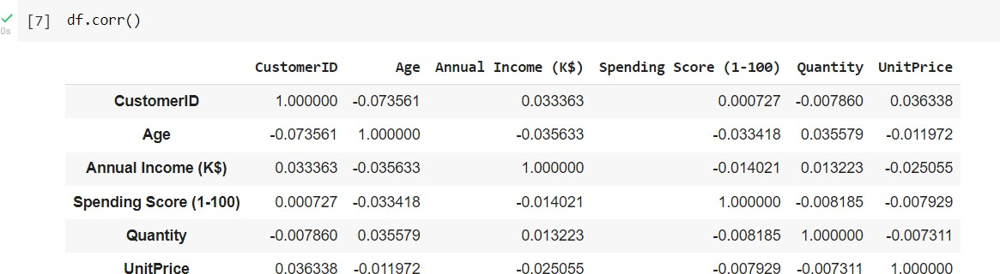 [7] df.corr()
0s
CustomerID Age Annual Income (K$) Spending Score (1-100) Quantity UnitPrice
CustomerID 1.000000 -0.073561 0.033363 0.000727 -0.007860 0.036338
Age -0.073561 1.000000 -0.035633 -0.033418 0.035579 -0.011972
Annual Income (K$) 0.033363 -0.035633 1.000000 -0.014021 0.013223 -0.025055
Spending Score (1-100) 0.000727 -0.033418 -0.014021 1.000000 -0.008185 -0.007929
Quantity -0.007860 0.035579 0.013223 -0.008185 1.000000 -0.007311
UnitPrice 0.036338 -0.011972 -0.025055 -0.007929 -0.007311 1.000000